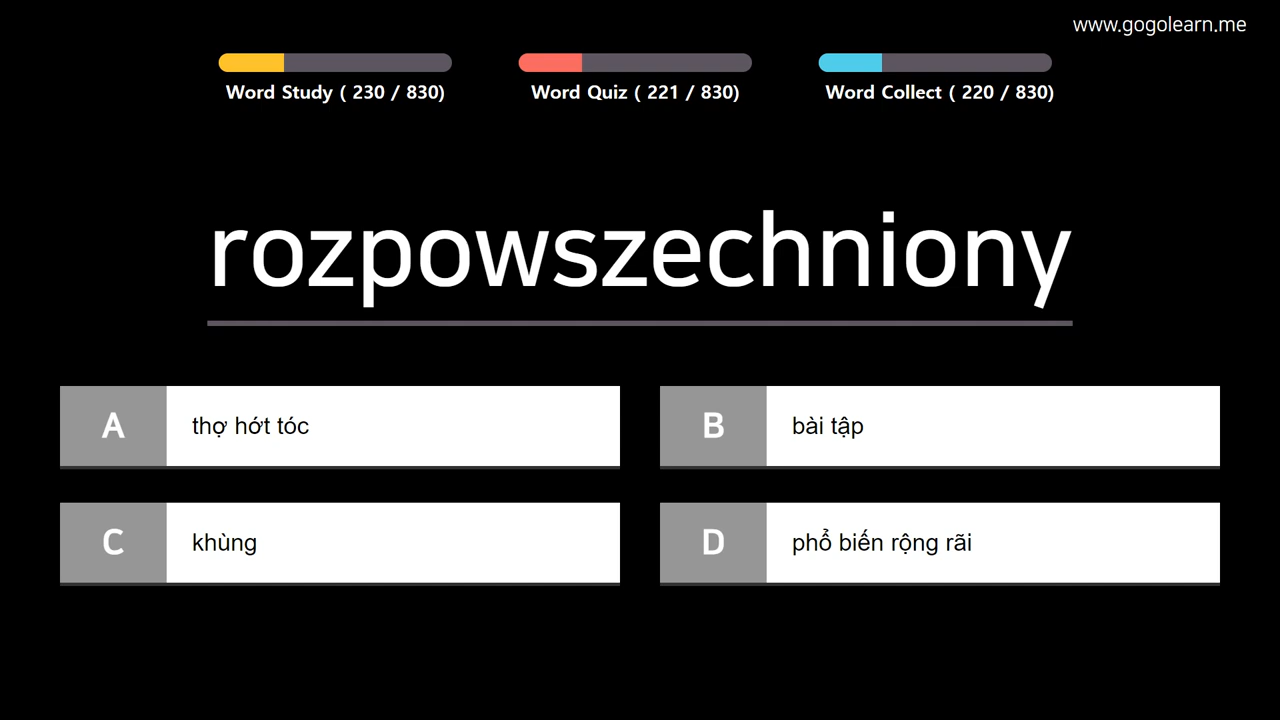 www.gogolearn.me
Word Study ( 230 / 830)
Word Quiz ( 221 / 830)
Word Collect ( 220 / 830)
rozpowszechniony
A
thợ hớt tóc
B
bài tập
C
khùng
D
phổ biến rộng rãi